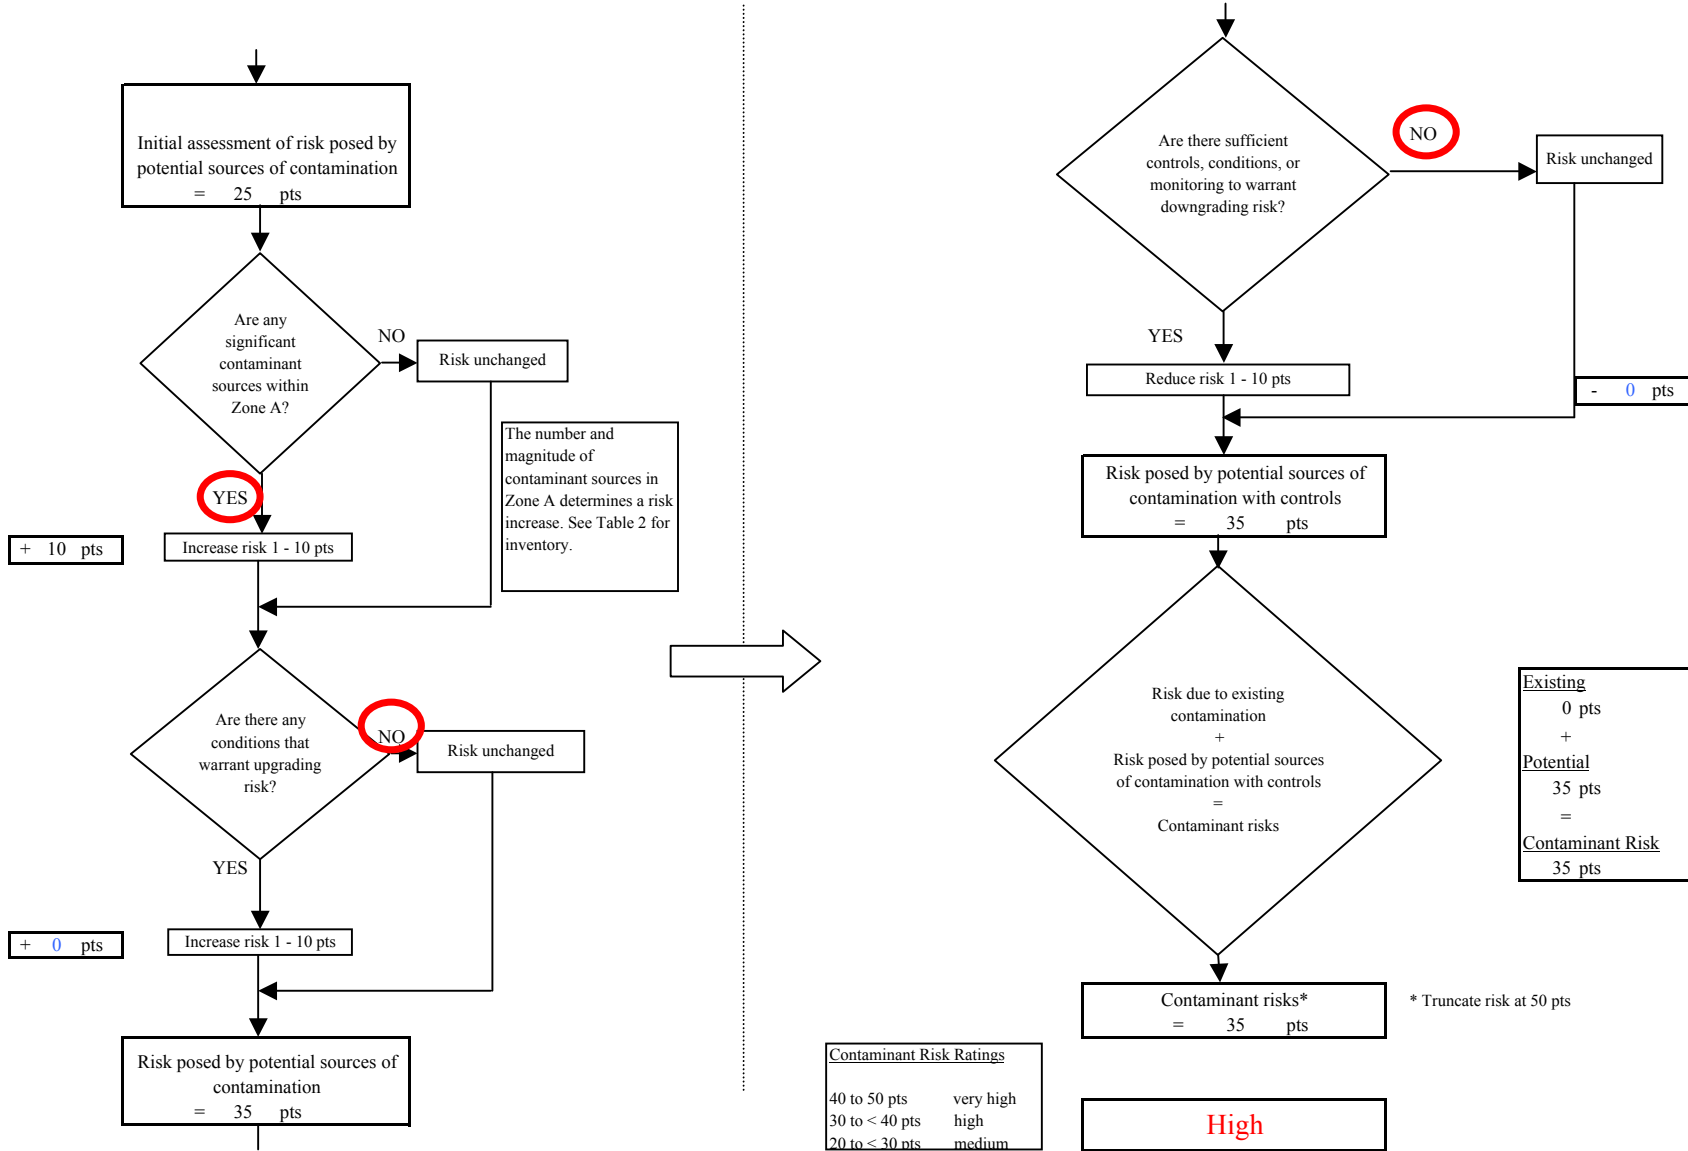 Initial assessment of risk posed by
potential sources of contamination
= 25 pts
Are any
significant
contaminant
sources within
Zone A?
NO
Risk unchanged
The number and
magnitude of
contaminant sources in
Zone A determines a risk
increase. See Table 2 for
inventory.
YES
+ 10 pts
Increase risk 1 - 10 pts
Are there any
conditions that
warrant upgrading
risk?
NO
Risk unchanged
YES
+ 0 pts
Increase risk 1 - 10 pts
Risk posed by potential sources of
contamination
= 35 pts
Are there sufficient
controls, conditions, or
monitoring to warrant
downgrading risk?
NO
Risk unchanged
YES
Reduce risk 1 - 10 pts
- 0 pts
Risk posed by potential sources of
contamination with controls
= 35 pts
Risk due to existing
contamination
+
Risk posed by potential sources
of contamination with controls
=
Contaminant risks
Existing
0 pts
+
Potential
35 pts
=
Contaminant Risk
35 pts
Contaminant risks*
= 35 pts
* Truncate risk at 50 pts
Contaminant Risk Ratings
40 to 50 pts very high
30 to < 40 pts high
20 to < 30 pts medium
High